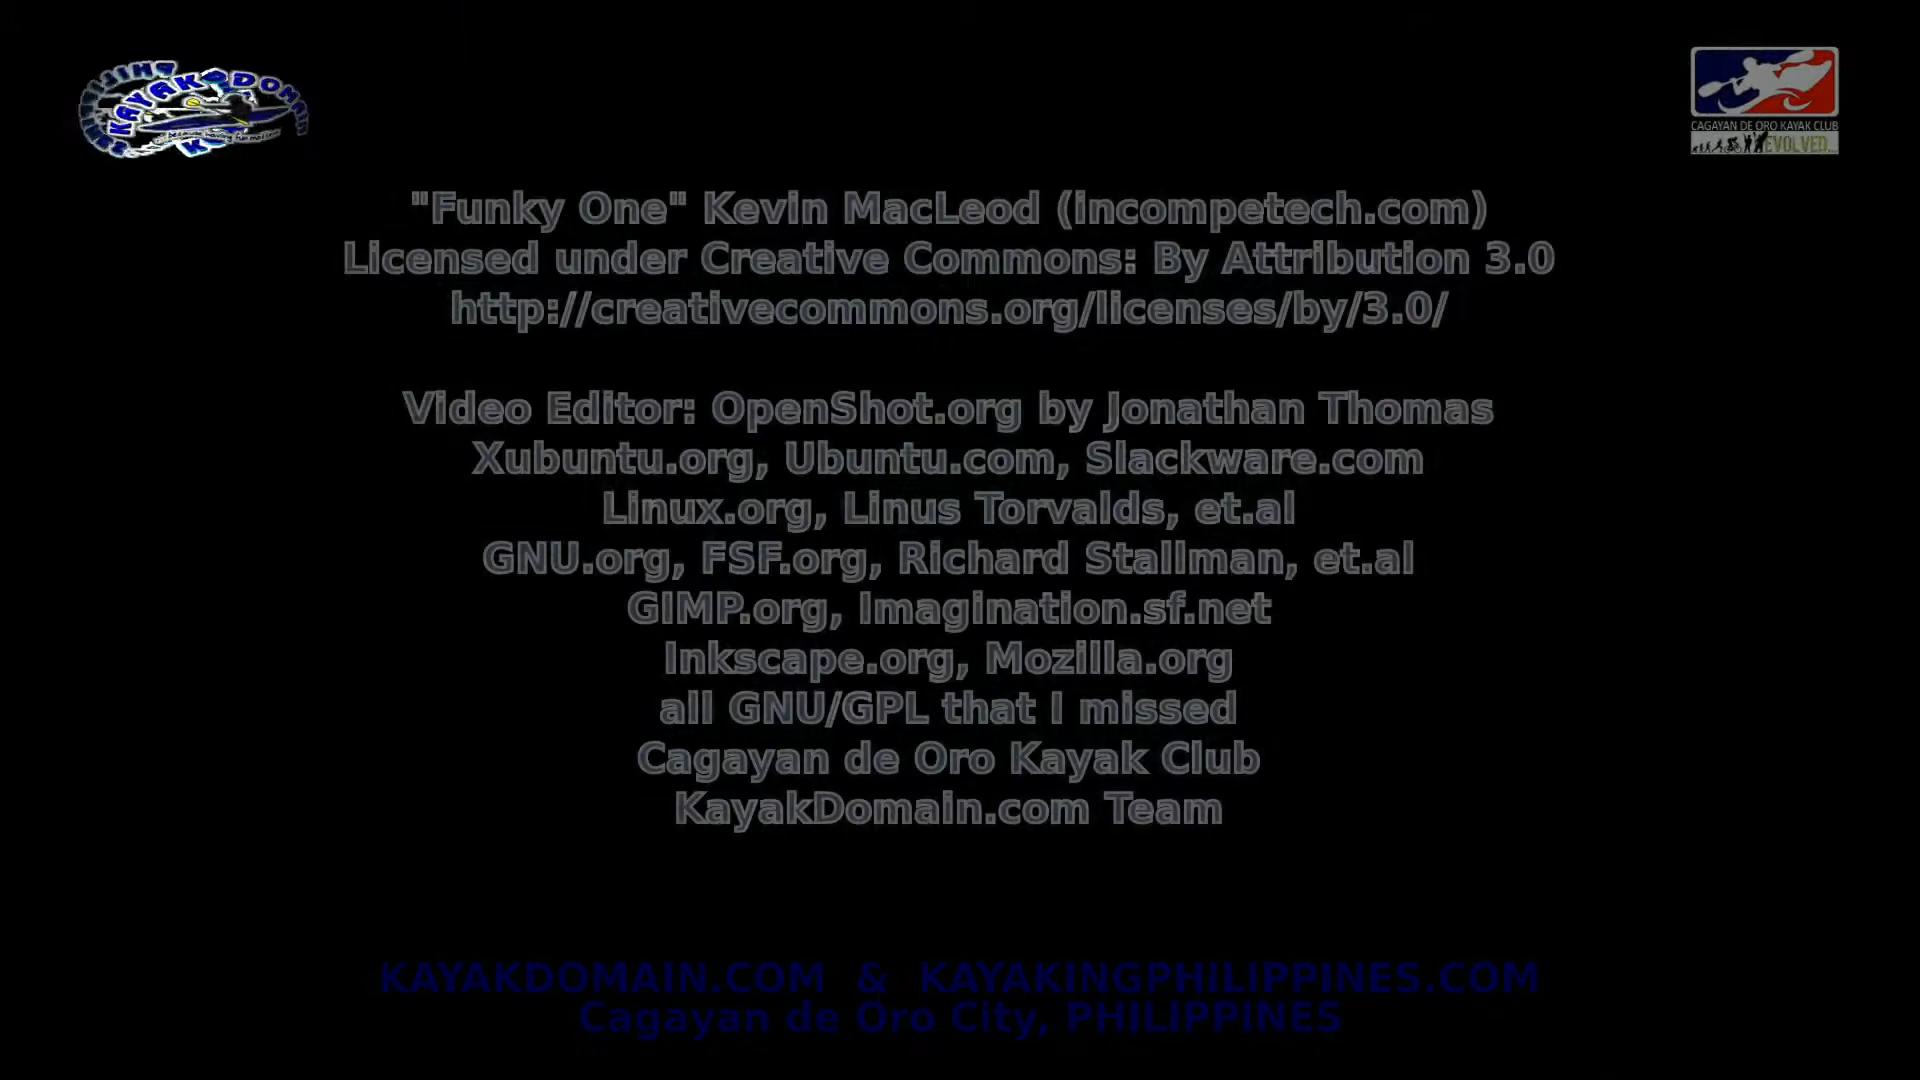 KAYAK DOMAIN
CAGAYAN DE ORO KAYAK CLUB
EVOLVED...
"Funky One" Kevin MacLeod (incompetech.com)
Licensed under Creative Commons: By Attribution 3.0
http://creativecommons.org/licenses/by/3.0/
Video Editor: OpenShot.org by Jonathan Thomas
Xubuntu.org, Ubuntu.com, Slackware.com
Linux.org, Linus Torvalds, et.al
GNU.org, FSF.org, Richard Stallman, et.al
GIMP.org, Imagination.sf.net
Inkscape.org, Mozilla.org
all GNU/GPL that I missed
Cagayan de Oro Kayak Club
KayakDomain.com Team
KAYAKDOMAIN.COM & KAYAKINGPHILIPPINES.COM
Cagayan de Oro City, PHILIPPINES